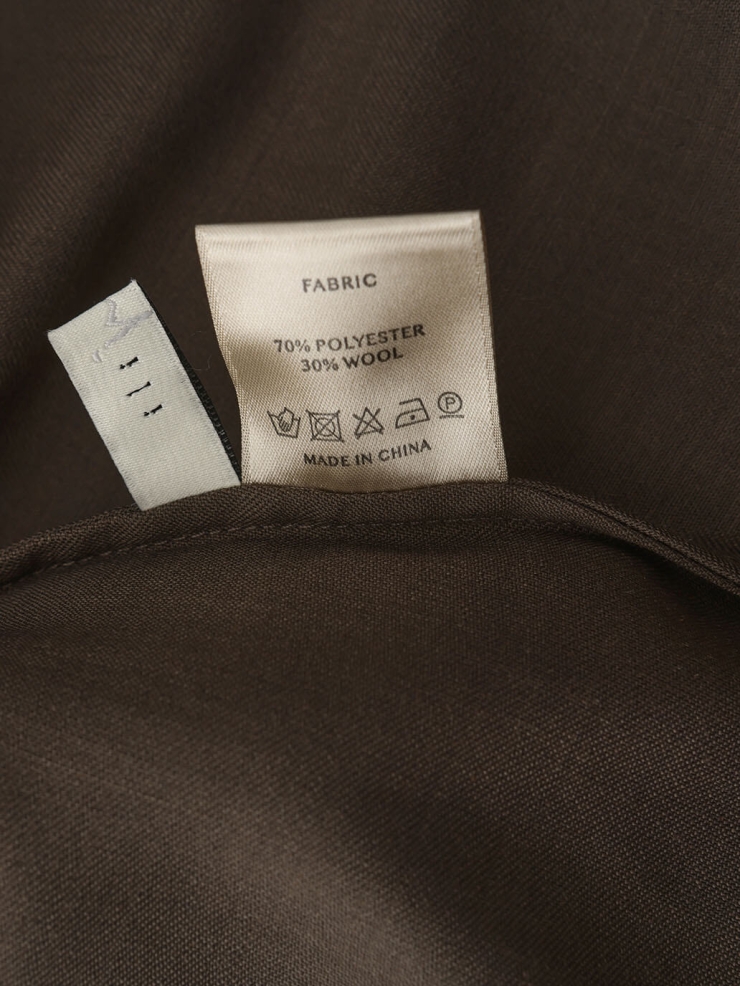 FABRIC
70% POLYESTER
30% WOOL
P
MADE IN CHINA